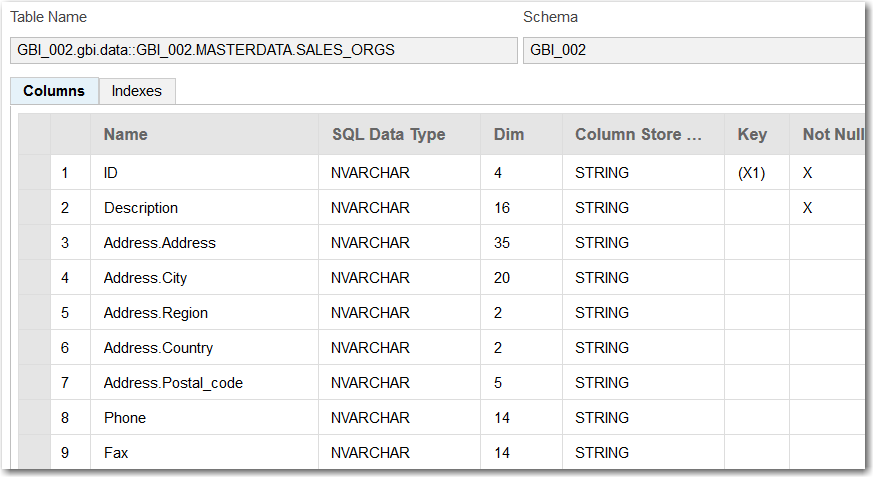 Table Name Schema
GBI_002.gbi.data::GBI_002.MASTERDATA.SALES_ORGS GBI_002
Columns Indexes
Name SQL Data Type Dim Column Store ... Key Not Null
1 ID NVARCHAR 4 STRING (X1) X
2 Description NVARCHAR 16 STRING X
3 Address.Address NVARCHAR 35 STRING
4 Address.City NVARCHAR 20 STRING
5 Address.Region NVARCHAR 2 STRING
6 Address.Country NVARCHAR 2 STRING
7 Address.Postal_code NVARCHAR 5 STRING
8 Phone NVARCHAR 14 STRING
9 Fax NVARCHAR 14 STRING